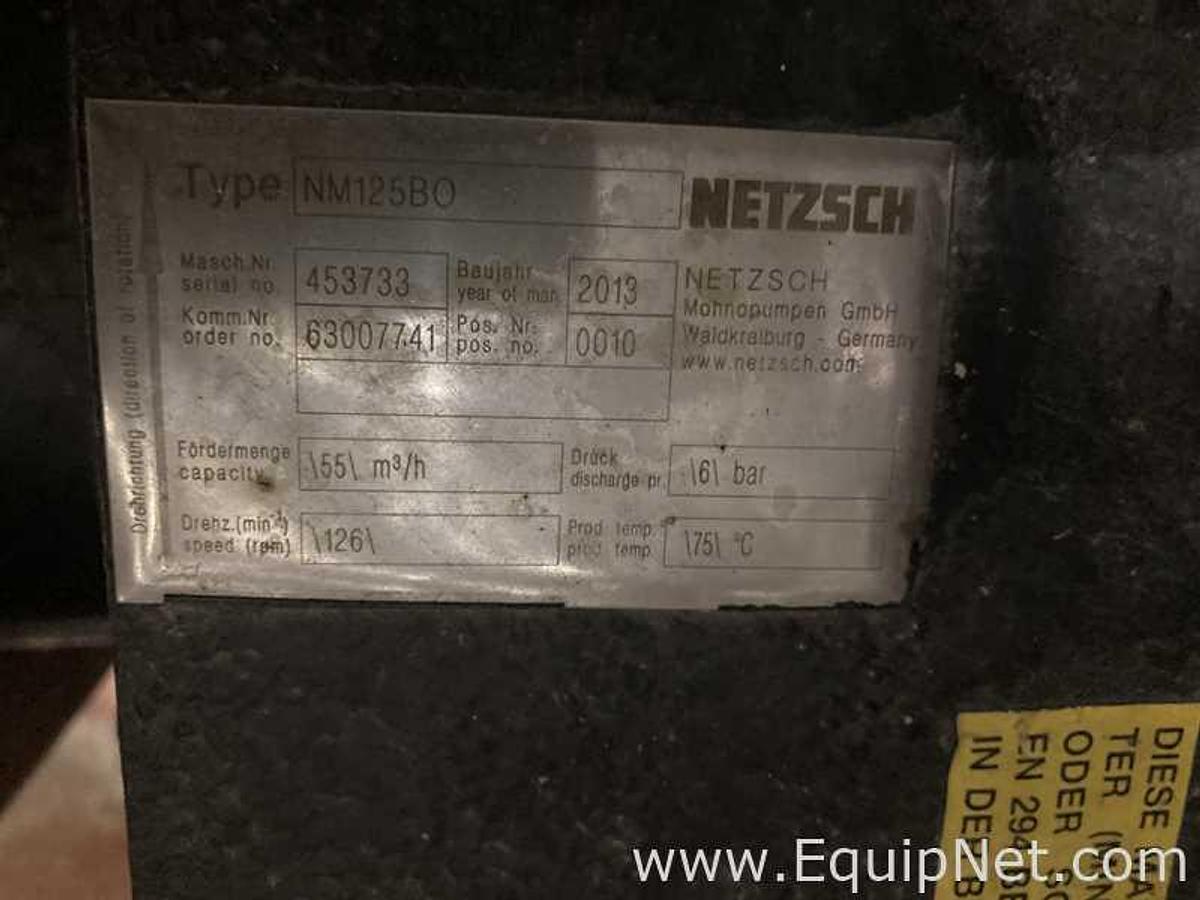 Type NM125BO NETZSCH
Masch.Nr. serial no. 453733 Baujahr year of man. 2013 NETZSCH
Mohnopumpen GmbH
Komm.Nr. order no. 63007741 Pos. Nr. pos. no. 0010 Waldkraiburg - Germany
www.netzsch.com
Fördermenge capacity \55\ m³/h Druck discharge pr. \6\ bar
Drehz.(min-¹) speed (rpm) \126\ Prod temp. prod temp. \75\ °C
Drehrichtung (direction of rotation)
DIESE
TER
ODER
EN 294
IN DER
www.EquipNet.com